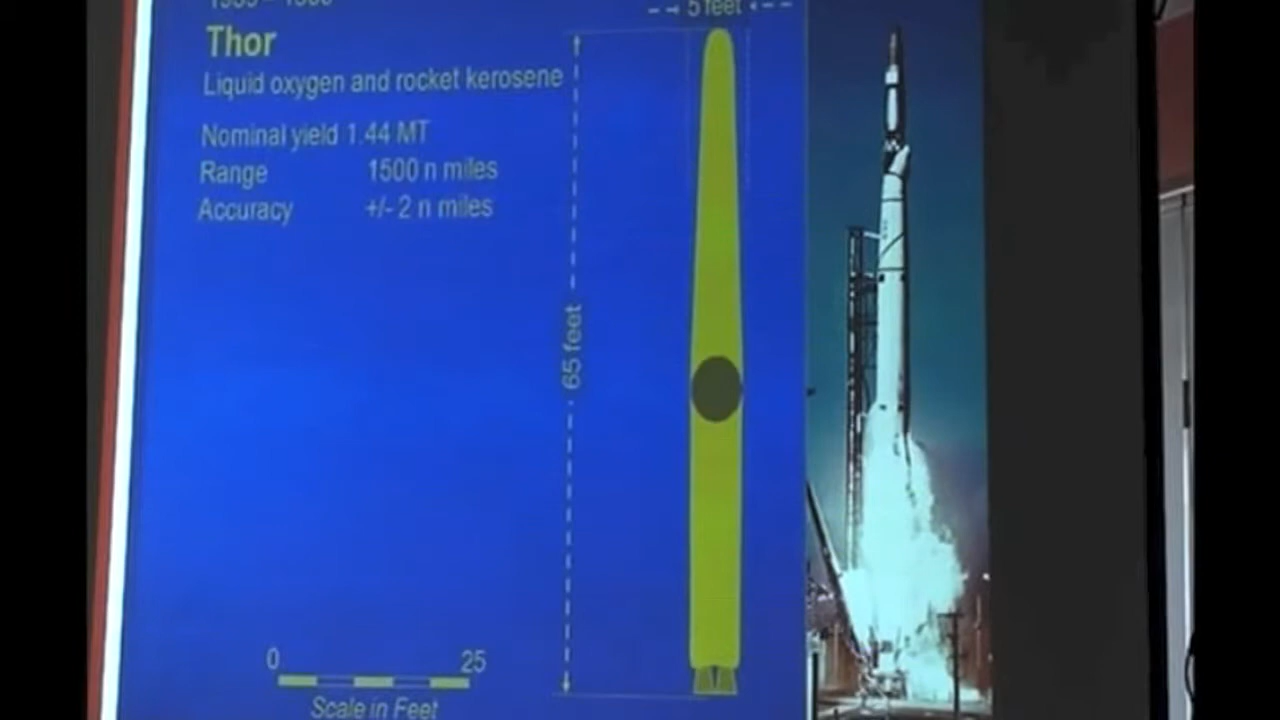 5 feet
Thor
Liquid oxygen and rocket kerosene
Nominal yield 1.44 MT
Range 1500 n miles
Accuracy +/- 2 n miles
65 feet
0 25
Scale in Feet